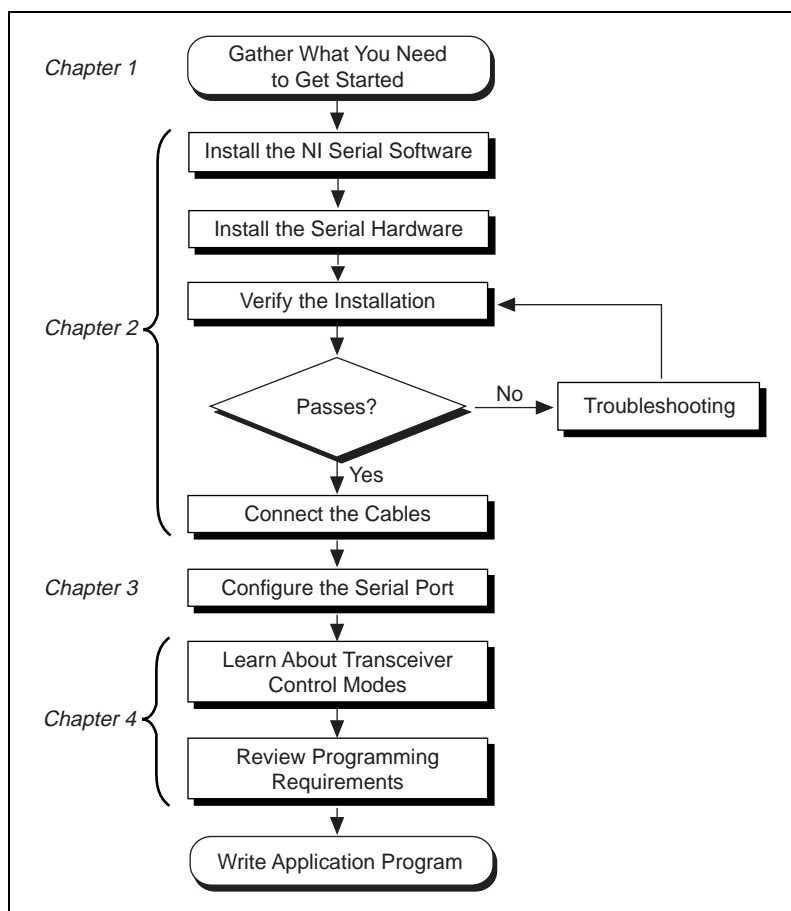 Chapter 1
Gather What You Need
to Get Started
Install the NI Serial Software
Install the Serial Hardware
Verify the Installation
Chapter 2
Passes?
No
Troubleshooting
Yes
Connect the Cables
Chapter 3
Configure the Serial Port
Learn About Transceiver
Control Modes
Chapter 4
Review Programming
Requirements
Write Application Program